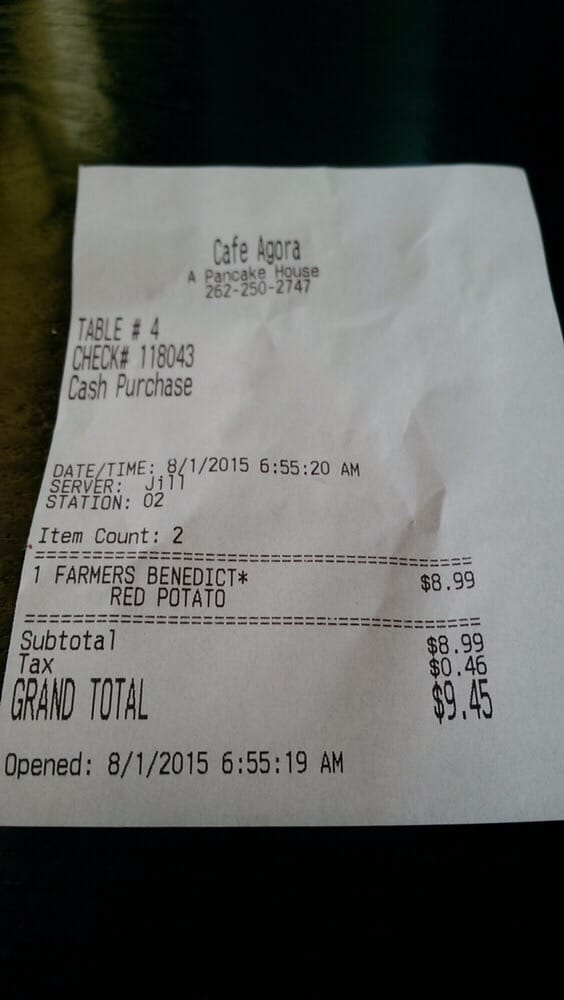 Cafe Agora
A Pancake House
262-250-2747
TABLE # 4
CHECK# 118043
Cash Purchase
DATE/TIME: 8/1/2015 6:55:20 AM
SERVER: Jill
STATION: 02
Item Count: 2
1 FARMERS BENEDICT* $8.99
RED POTATO
Subtotal $8.99
Tax $0.46
GRAND TOTAL $9.45
Opened: 8/1/2015 6:55:19 AM